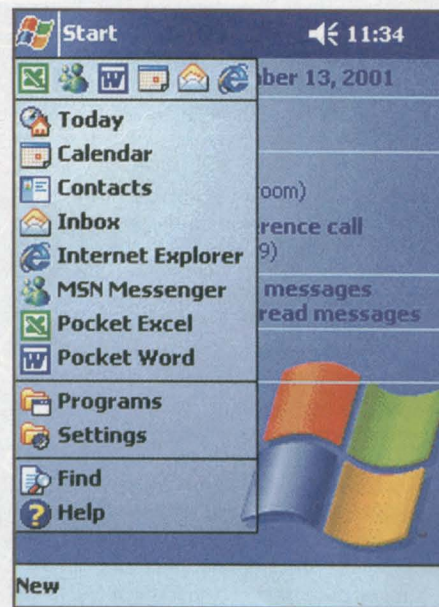 Start 11:34
ber 13, 2001
Today
Calendar
Contacts
oom)
Inbox
rence call
Internet Explorer 9)
MSN Messenger messages
Pocket Excel read messages
Pocket Word
Programs
Settings
Find
Help
New